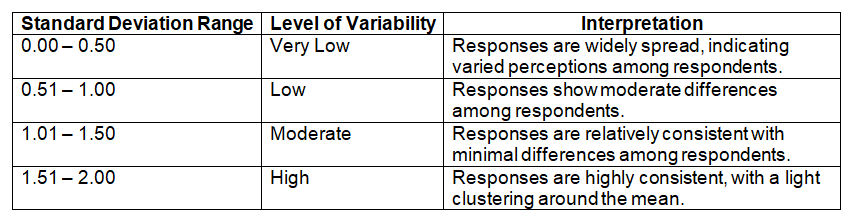 Standard Deviation Range Level of Variability Interpretation
0.00 – 0.50 Very Low Responses are widely spread, indicating
varied perceptions among respondents.
0.51 – 1.00 Low Responses show moderate differences
among respondents.
1.01 – 1.50 Moderate Responses are relatively consistent with
minimal differences among respondents.
1.51 – 2.00 High Responses are highly consistent, with a light
clustering around the mean.